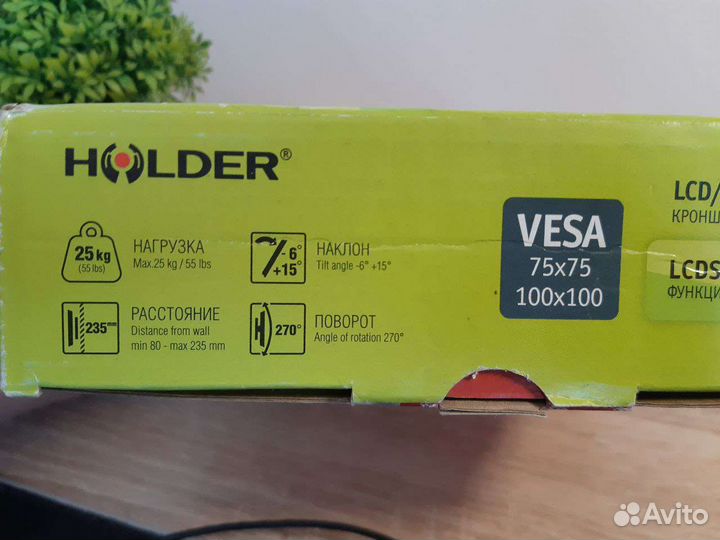 HOLDER®
25 kg
(55 lbs)
НАГРУЗКА
Max.25 kg / 55 lbs
-6°
+15°
НАКЛОН
Tilt angle -6° +15°
235mm
РАССТОЯНИЕ
Distance from wall
min 80 - max 235 mm
270°
ПОВОРОТ
Angle of rotation 270°
VESA
75x75
100x100
LCD/
КРОНШ
LCDS
ФУНКЦИ
Avito